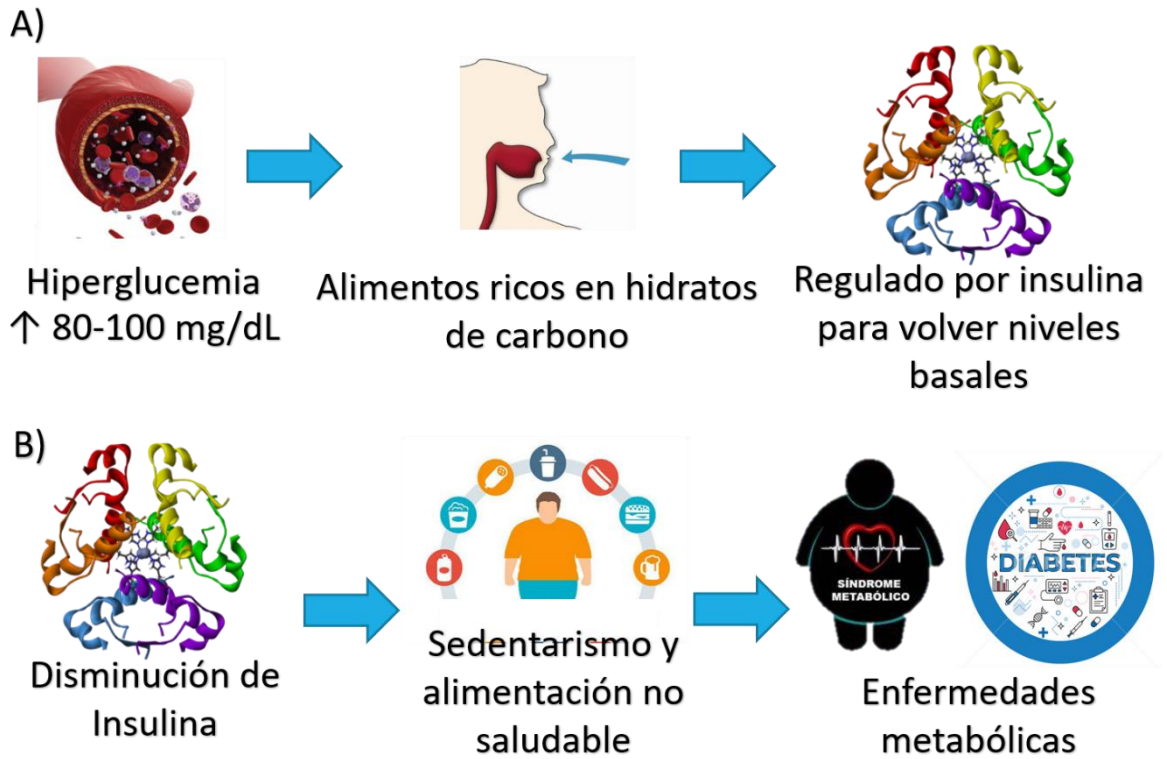 A)
Hiperglucemia
↑ 80-100 mg/dL
Alimentos ricos en hidratos
de carbono
Regulado por insulina
para volver niveles
basales
B)
Disminución de
Insulina
Sedentarismo y
alimentación no
saludable
SÍNDROME
METABÓLICO
DIABETES
Enfermedades
metabólicas